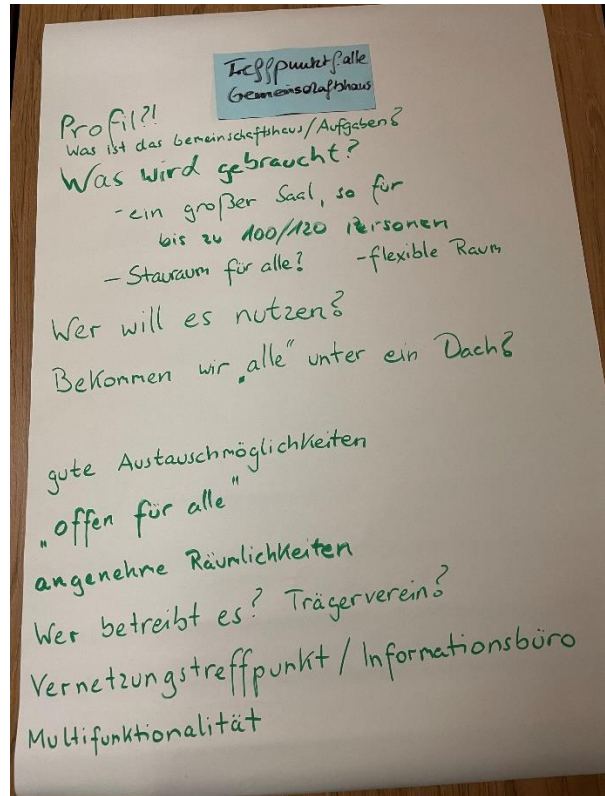 Treffpunkt f. alle
Gemeinschaftshaus
Profil?!
Was ist das Gemeinschaftshaus/Aufgaben?
Was wird gebraucht?
- ein großer Saal, so für
bis zu 100/120 Personen
- Stauraum für alle? - flexible Raum
Wer will es nutzen?
Bekommen wir „alle" unter ein Dach?
gute Austauschmöglichkeiten
„offen für alle"
angenehme Räumlichkeiten
Wer betreibt es? Trägerverein?
Vernetzungstreffpunkt / Informationsbüro
Multifunktionalität